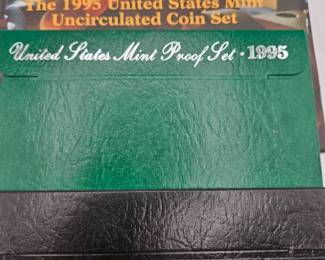 The 1995 United States Mint
Uncirculated Coin Set
United States Mint Proof Set · 1995